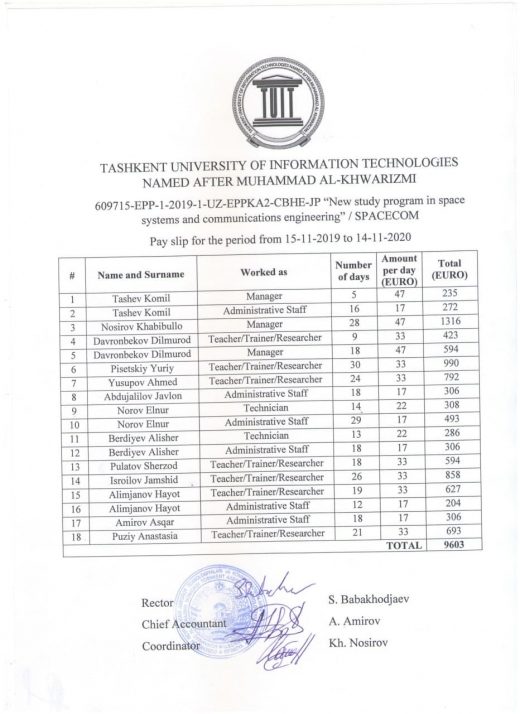 TUIT
TASHKENT UNIVERSITY OF INFORMATION TECHNOLOGIES
NAMED AFTER MUHAMMAD AL-KHWARIZMI
609715-EPP-1-2019-1-UZ-EPPKA2-CBHE-JP “New study program in space
systems and communications engineering” / SPACECOM
Pay slip for the period from 15-11-2019 to 14-11-2020
# Name and Surname Worked as Number of days Amount per day (EURO) Total (EURO)
1 Tashev Komil Manager 5 47 235
2 Tashev Komil Administrative Staff 16 17 272
3 Nosirov Khabibullo Manager 28 47 1316
4 Davronbekov Dilmurod Teacher/Trainer/Researcher 9 33 423
5 Davronbekov Dilmurod Manager 18 47 594
6 Pisetskiy Yuriy Teacher/Trainer/Researcher 30 33 990
7 Yusupov Ahmed Teacher/Trainer/Researcher 24 33 792
8 Abdujalilov Javlon Administrative Staff 18 17 306
9 Norov Elnur Technician 14 22 308
10 Norov Elnur Administrative Staff 29 17 493
11 Berdiyev Alisher Technician 13 22 286
12 Berdiyev Alisher Administrative Staff 18 17 306
13 Pulatov Sherzod Teacher/Trainer/Researcher 18 33 594
14 Isroilov Jamshid Teacher/Trainer/Researcher 26 33 858
15 Alimjanov Hayot Teacher/Trainer/Researcher 19 33 627
16 Alimjanov Hayot Administrative Staff 12 17 204
17 Amirov Asqar Administrative Staff 18 17 306
18 Puziy Anastasia Teacher/Trainer/Researcher 21 33 693
TOTAL 9603
Rector S. Babakhodjaev
Chief Accountant A. Amirov
Coordinator Kh. Nosirov